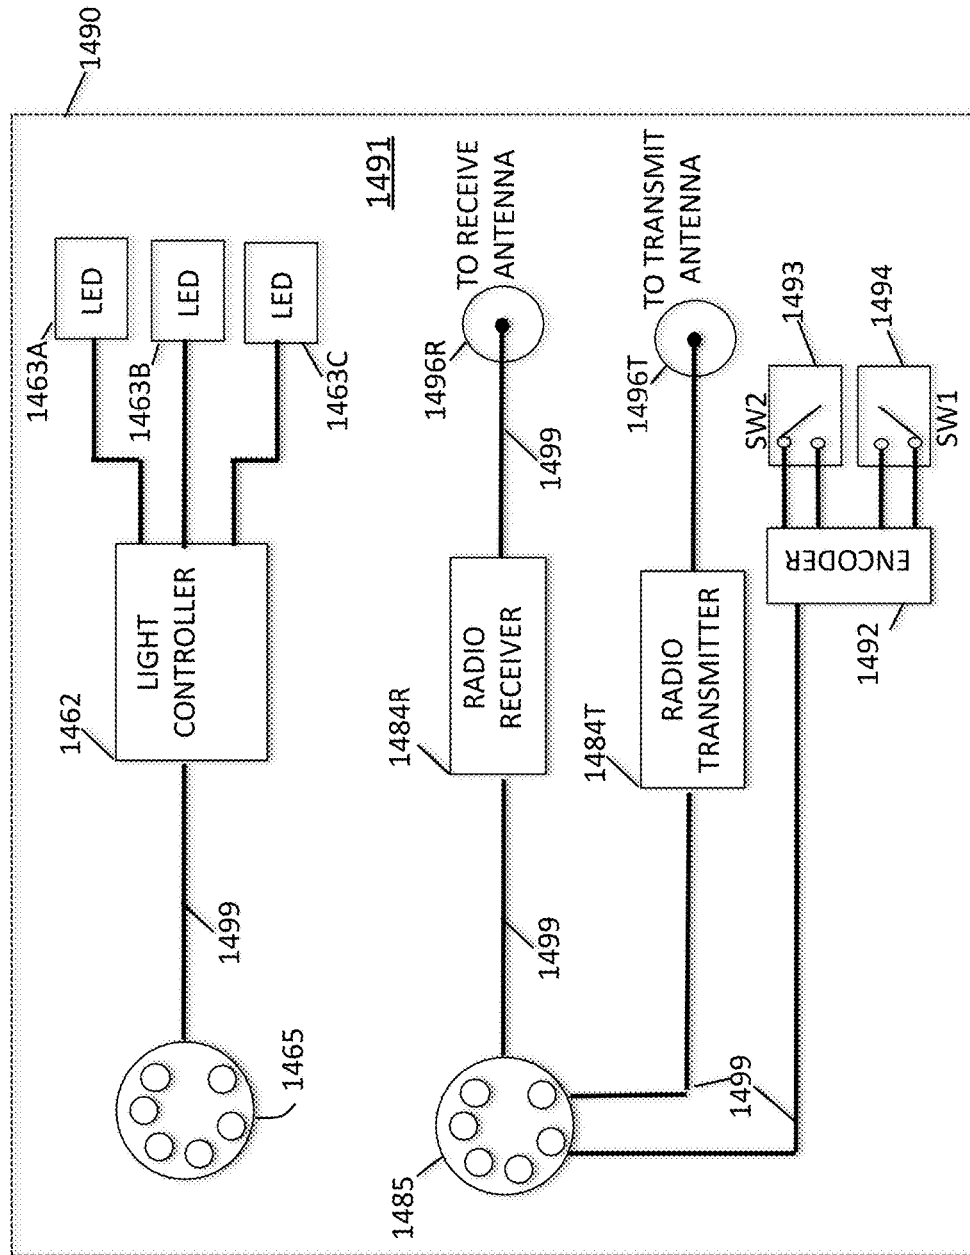 1490
1491
1463A
LED
1463B
LED
1463C
LED
1462
LIGHT
CONTROLLER
1499
1465
TO RECEIVE
ANTENNA
1496R
1499
1484R
RADIO
RECEIVER
1499
1485
TO TRANSMIT
ANTENNA
1496T
1484T
RADIO
TRANSMITTER
1499
SW2
1493
1494
SW1
ENCODER
1492